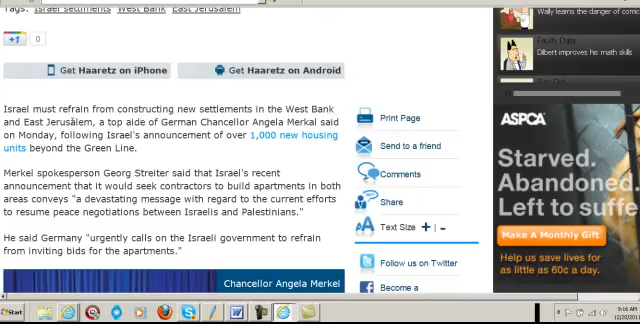 Tags: Israel settlments West Bank East Jerusalem
+1 0
Get Haaretz on iPhone Get Haaretz on Android
Israel must refrain from constructing new settlements in the West Bank
and East Jerusalem, a top aide of German Chancellor Angela Merkal said
on Monday, following Israel's announcement of over 1,000 new housing
units beyond the Green Line.
Merkel spokesperson Georg Streiter said that Israel's recent
announcement that it would seek contractors to build apartments in both
areas conveys "a devastating message with regard to the current efforts
to resume peace negotiations between Israelis and Palestinians."
He said Germany "urgently calls on the Israeli government to refrain
from inviting bids for the apartments."
Chancellor Angela Merkel
Print Page
Send to a friend
Comments
Share
Text Size + | -
Follow us on Twitter
Become a
Wally learns the danger of comic
Faulty Data
Dilbert improves his math skills
ASPCA
Starved.
Abandoned.
Left to suffe
Make A Monthly Gift
Help us save lives for
as little as 60c a day.
Start
9:16 AM
12/20/201